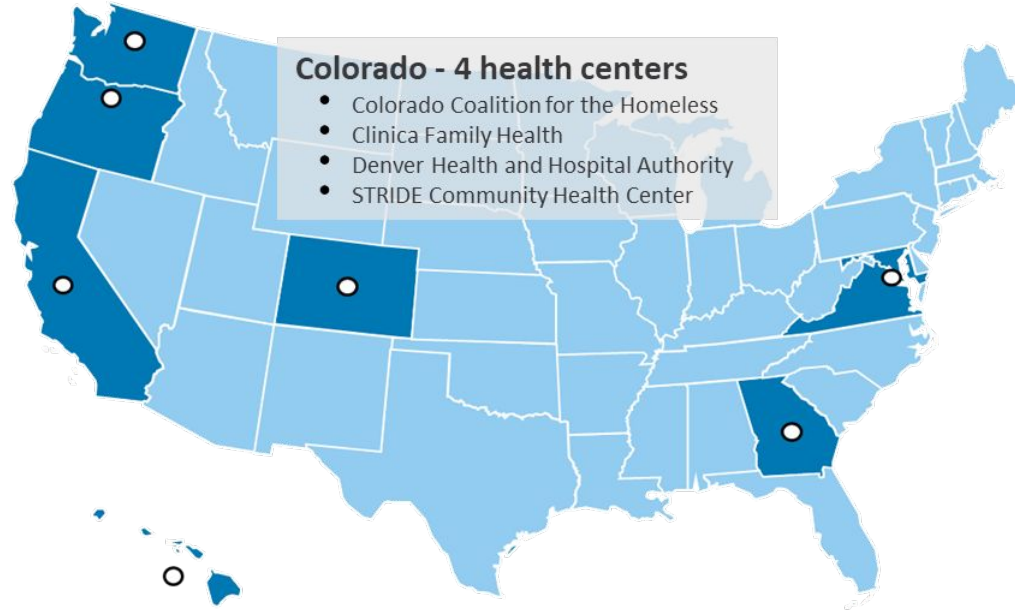 Colorado - 4 health centers
• Colorado Coalition for the Homeless
• Clinica Family Health
• Denver Health and Hospital Authority
• STRIDE Community Health Center